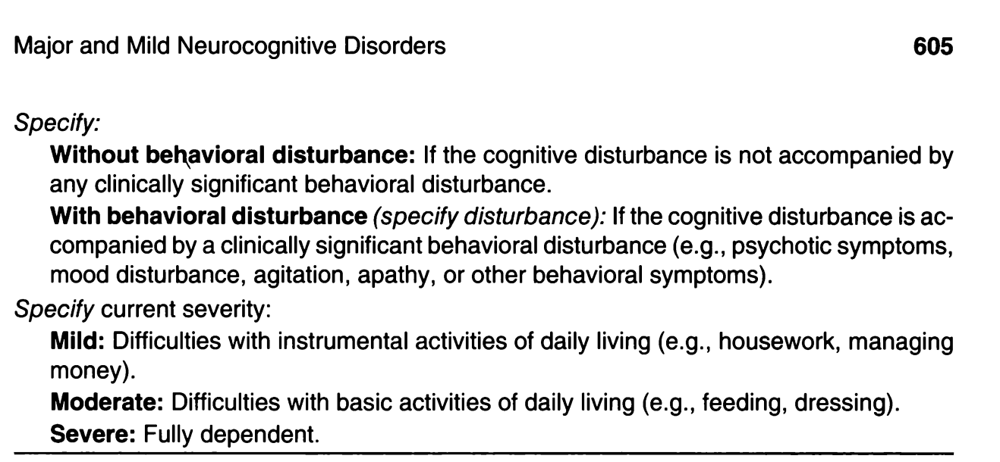 Major and Mild Neurocognitive Disorders 605
Specify:
Without behavioral disturbance: If the cognitive disturbance is not accompanied by
any clinically significant behavioral disturbance.
With behavioral disturbance (specify disturbance): If the cognitive disturbance is ac-
companied by a clinically significant behavioral disturbance (e.g., psychotic symptoms,
mood disturbance, agitation, apathy, or other behavioral symptoms).
Specify current severity:
Mild: Difficulties with instrumental activities of daily living (e.g., housework, managing
money).
Moderate: Difficulties with basic activities of daily living (e.g., feeding, dressing).
Severe: Fully dependent.